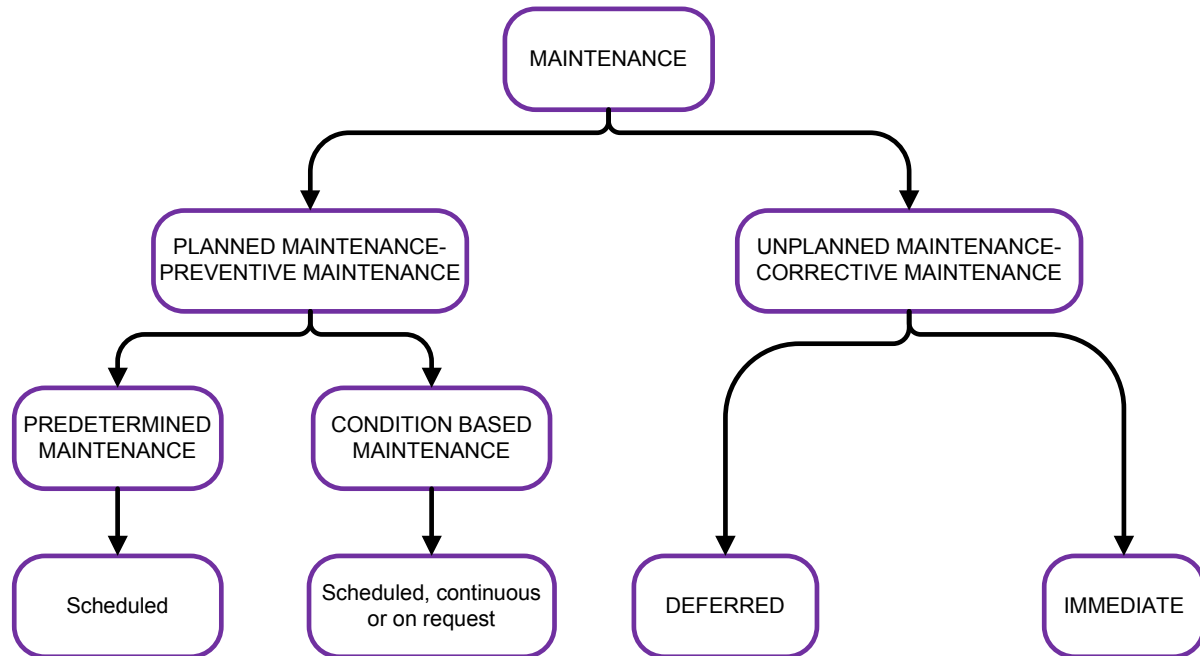 MAINTENANCE
PLANNED MAINTENANCE-
PREVENTIVE MAINTENANCE
UNPLANNED MAINTENANCE-
CORRECTIVE MAINTENANCE
PREDETERMINED
MAINTENANCE
CONDITION BASED
MAINTENANCE
Scheduled
Scheduled, continuous
or on request
DEFERRED
IMMEDIATE